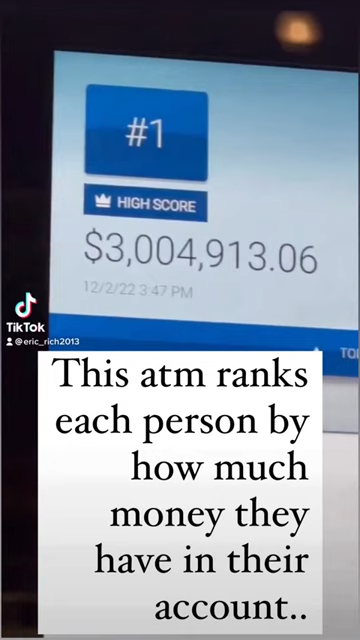 #1
HIGH SCORE
$3,004,913.06
12/2/22 3:47 PM
TikTok
@eric_rich2013
This atm ranks
each person by
how much
money they
have in their
account..